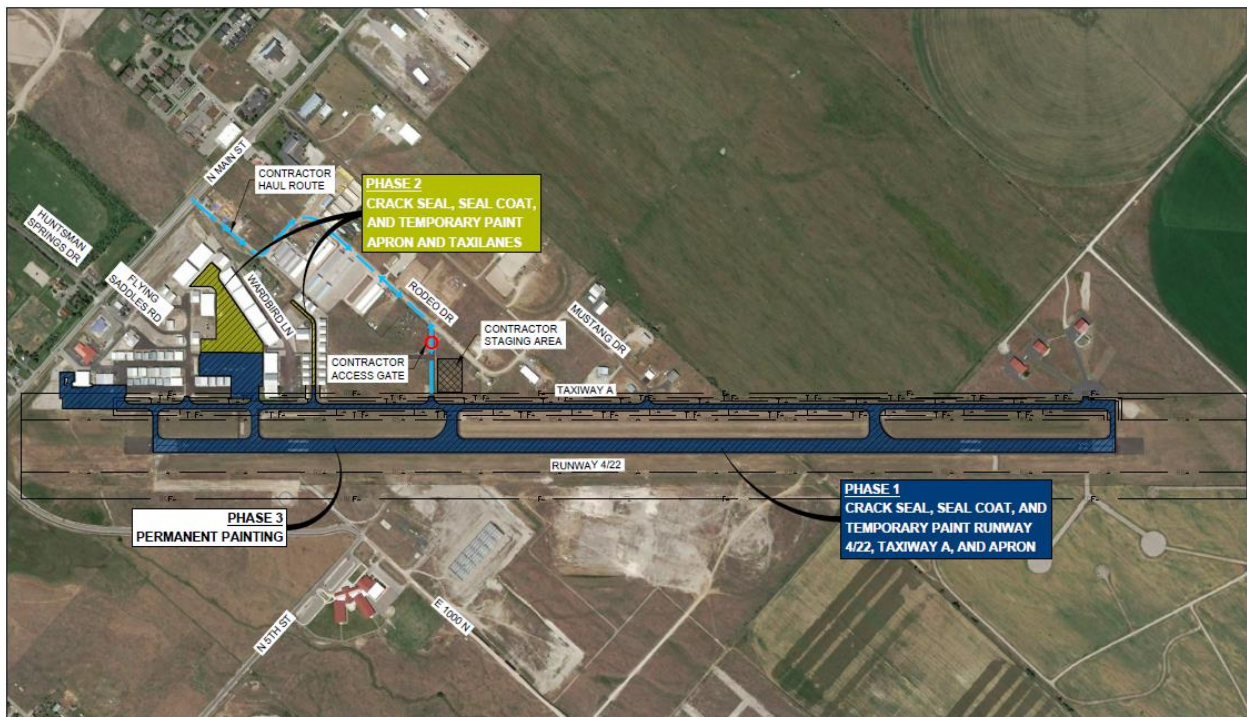 N MAIN ST
CONTRACTOR
HAUL ROUTE
PHASE 2
CRACK SEAL, SEAL COAT,
AND TEMPORARY PAINT
APRON AND TAXILANES
HUNTSMAN
SPRINGS DR
FLYING
SADDLES RD
WARDBIRD LN
RODEO DR
MUSTANG DR
CONTRACTOR
STAGING AREA
CONTRACTOR
ACCESS GATE
TAXIWAY A
RUNWAY 4/22
PHASE 3
PERMANENT PAINTING
PHASE 1
CRACK SEAL, SEAL COAT, AND
TEMPORARY PAINT RUNWAY
4/22, TAXIWAY A, AND APRON
N 5TH ST
E 1000 N